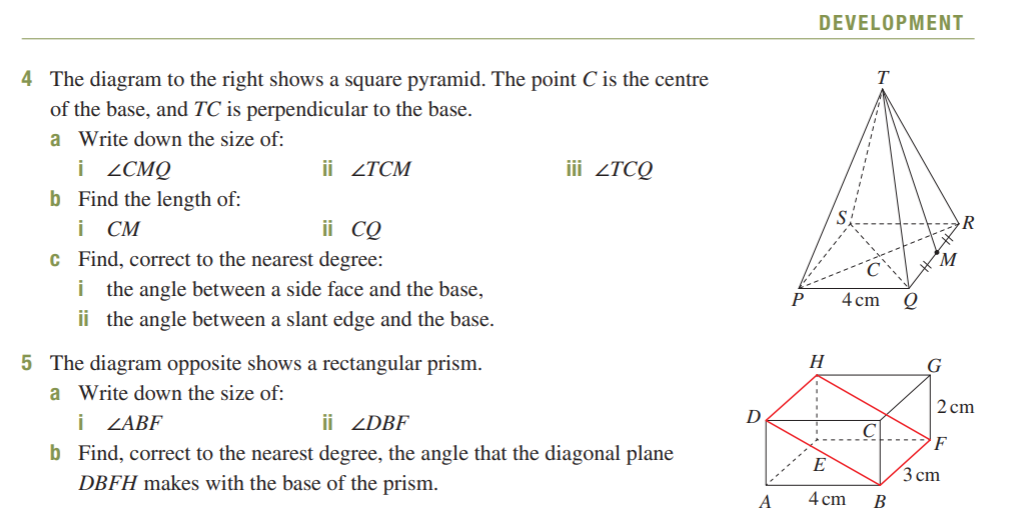 DEVELOPMENT
4 The diagram to the right shows a square pyramid. The point C is the centre
of the base, and TC is perpendicular to the base.
a Write down the size of:
i ∠CMQ ii ∠TCM iii ∠TCQ
b Find the length of:
i CM ii CQ
c Find, correct to the nearest degree:
i the angle between a side face and the base,
ii the angle between a slant edge and the base.
T
S R
C M
P 4 cm Q
5 The diagram opposite shows a rectangular prism.
a Write down the size of:
i ∠ABF ii ∠DBF
b Find, correct to the nearest degree, the angle that the diagonal plane
DBFH makes with the base of the prism.
H G
2 cm
D C
F
E 3 cm
A 4 cm B